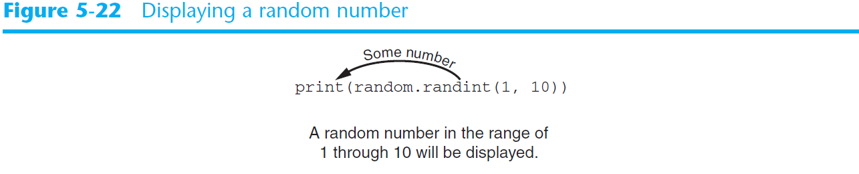 Figure 5-22 Displaying a random number
Some number
print(random.randint(1, 10))
A random number in the range of
1 through 10 will be displayed.